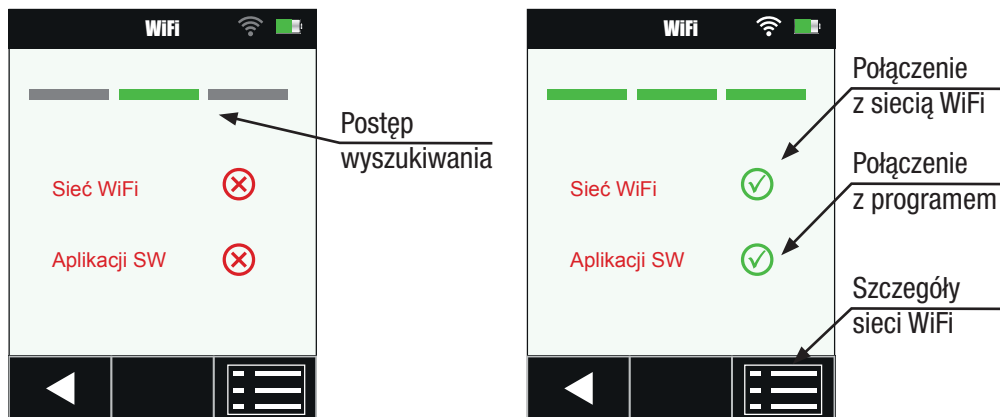 WiFi
Postęp
wyszukiwania
Sieć WiFi
Aplikacji SW
WiFi
Połączenie
z siecią WiFi
Połączenie
z programem
Sieć WiFi
Aplikacji SW
Szczegóły
sieci WiFi